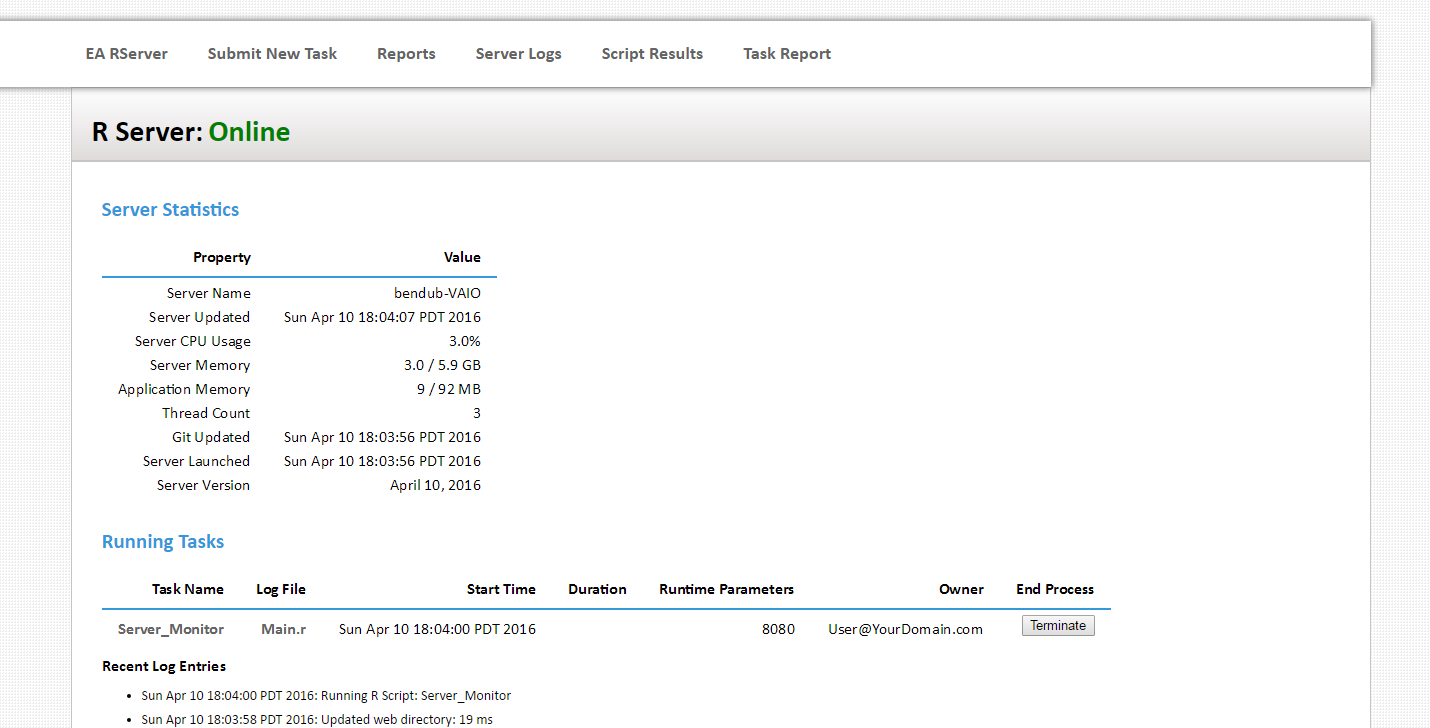 EA RServer Submit New Task Reports Server Logs Script Results Task Report
R Server: Online
Server Statistics
Property Value
Server Name bendub-VAIO
Server Updated Sun Apr 10 18:04:07 PDT 2016
Server CPU Usage 3.0%
Server Memory 3.0 / 5.9 GB
Application Memory 9 / 92 MB
Thread Count 3
Git Updated Sun Apr 10 18:03:56 PDT 2016
Server Launched Sun Apr 10 18:03:56 PDT 2016
Server Version April 10, 2016
Running Tasks
Task Name Log File Start Time Duration Runtime Parameters Owner End Process
Server_Monitor Main.r Sun Apr 10 18:04:00 PDT 2016 8080 User@YourDomain.com Terminate
Recent Log Entries
• Sun Apr 10 18:04:00 PDT 2016: Running R Script: Server_Monitor
• Sun Apr 10 18:03:58 PDT 2016: Updated web directory: 19 ms